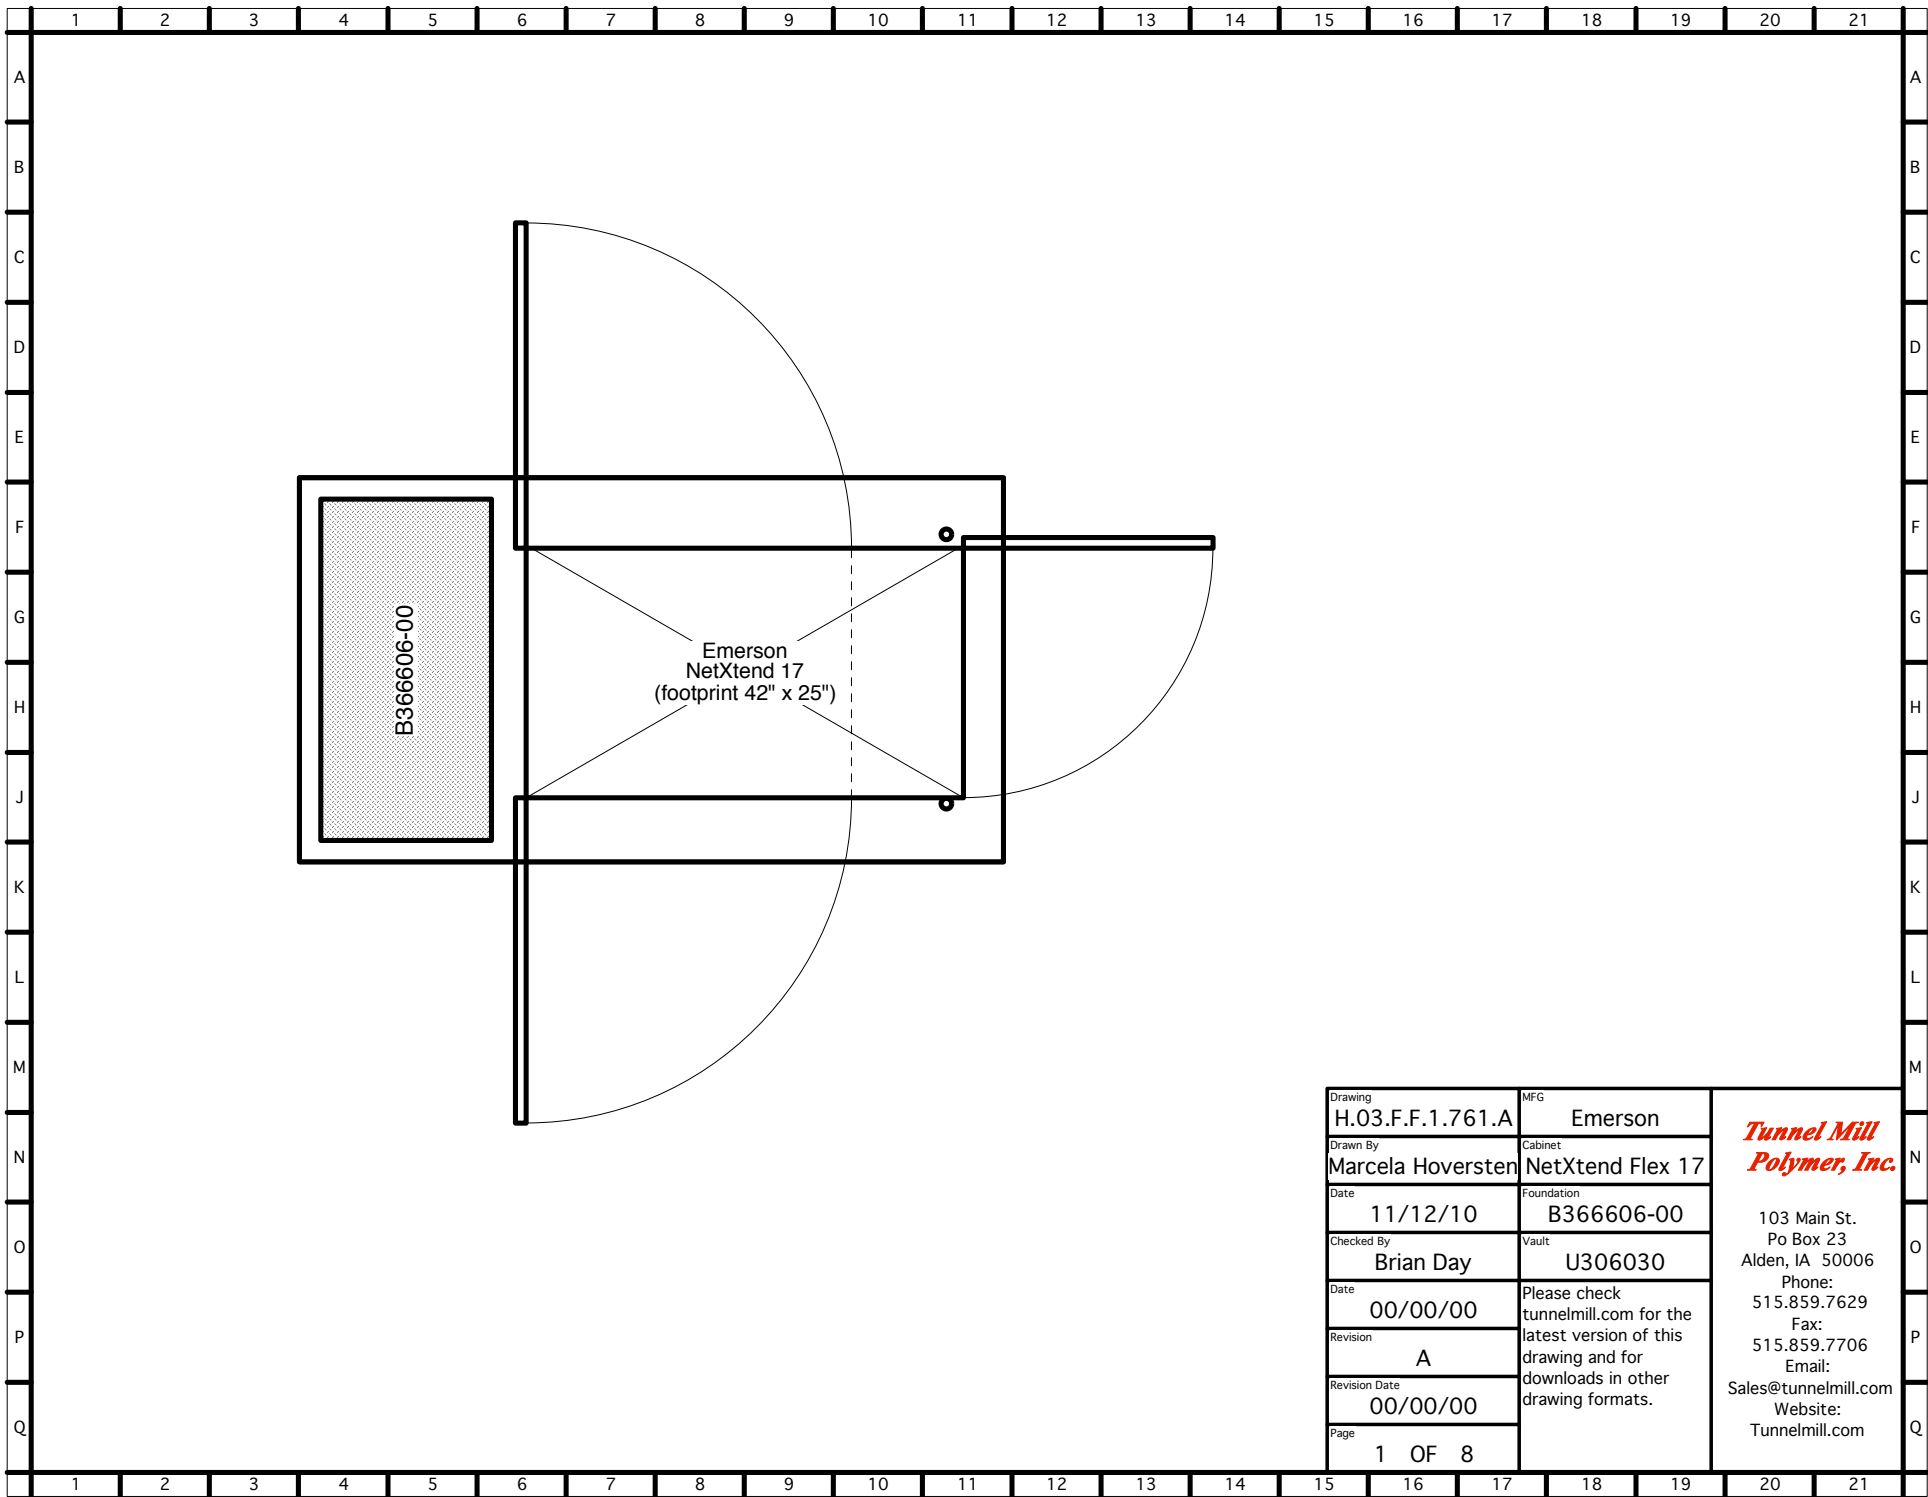 1 2 3 4 5 6 7 8 9 10 11 12 13 14 15 16 17 18 19 20 21
A A
B B
C C
D D
E E
F F
G G
H H
J J
K K
L L
M M
N N
O O
P P
Q Q
B366606-00
Emerson
NetXtend 17
(footprint 42" x 25")
Drawing
H.03.F.F.1.761.A
MFG
Emerson
Drawn By
Marcela Hoversten
Cabinet
NetXtend Flex 17
Date
11/12/10
Foundation
B366606-00
Checked By
Brian Day
Vault
U306030
Date
00/00/00
Revision
A
Revision Date
00/00/00
Page
1 OF 8
Please check
tunnelmill.com for the
latest version of this
drawing and for
downloads in other
drawing formats.
Tunnel Mill
Polymer, Inc.
103 Main St.
Po Box 23
Alden, IA 50006
Phone:
515.859.7629
Fax:
515.859.7706
Email:
Sales@tunnelmill.com
Website:
Tunnelmill.com
1 2 3 4 5 6 7 8 9 10 11 12 13 14 15 16 17 18 19 20 21